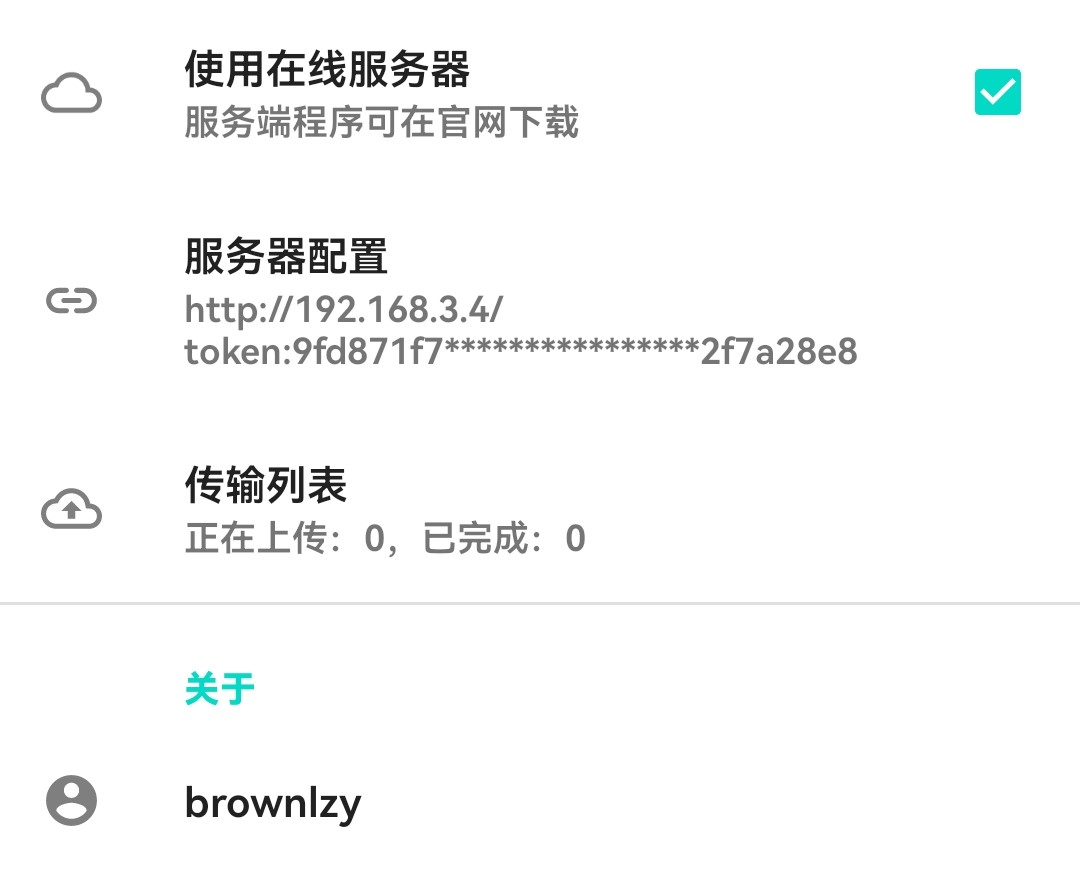 使用在线服务器
服务端程序可在官网下载
服务器配置
http://192.168.3.4/
token:9fd871f7****************2f7a28e8
传输列表
正在上传：0，已完成：0
关于
brownlzy